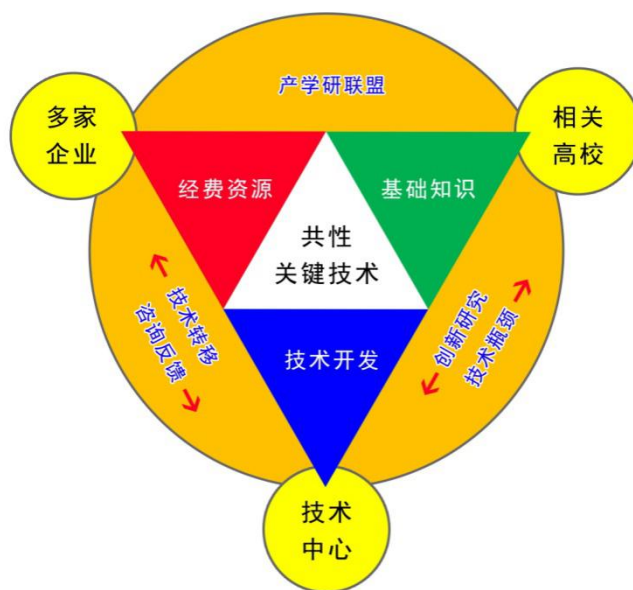 产学研联盟
多家
企业
相关
高校
经费资源
基础知识
共性
关键技术
技术转移
咨询反馈
创新研究
技术瓶颈
技术开发
技术
中心